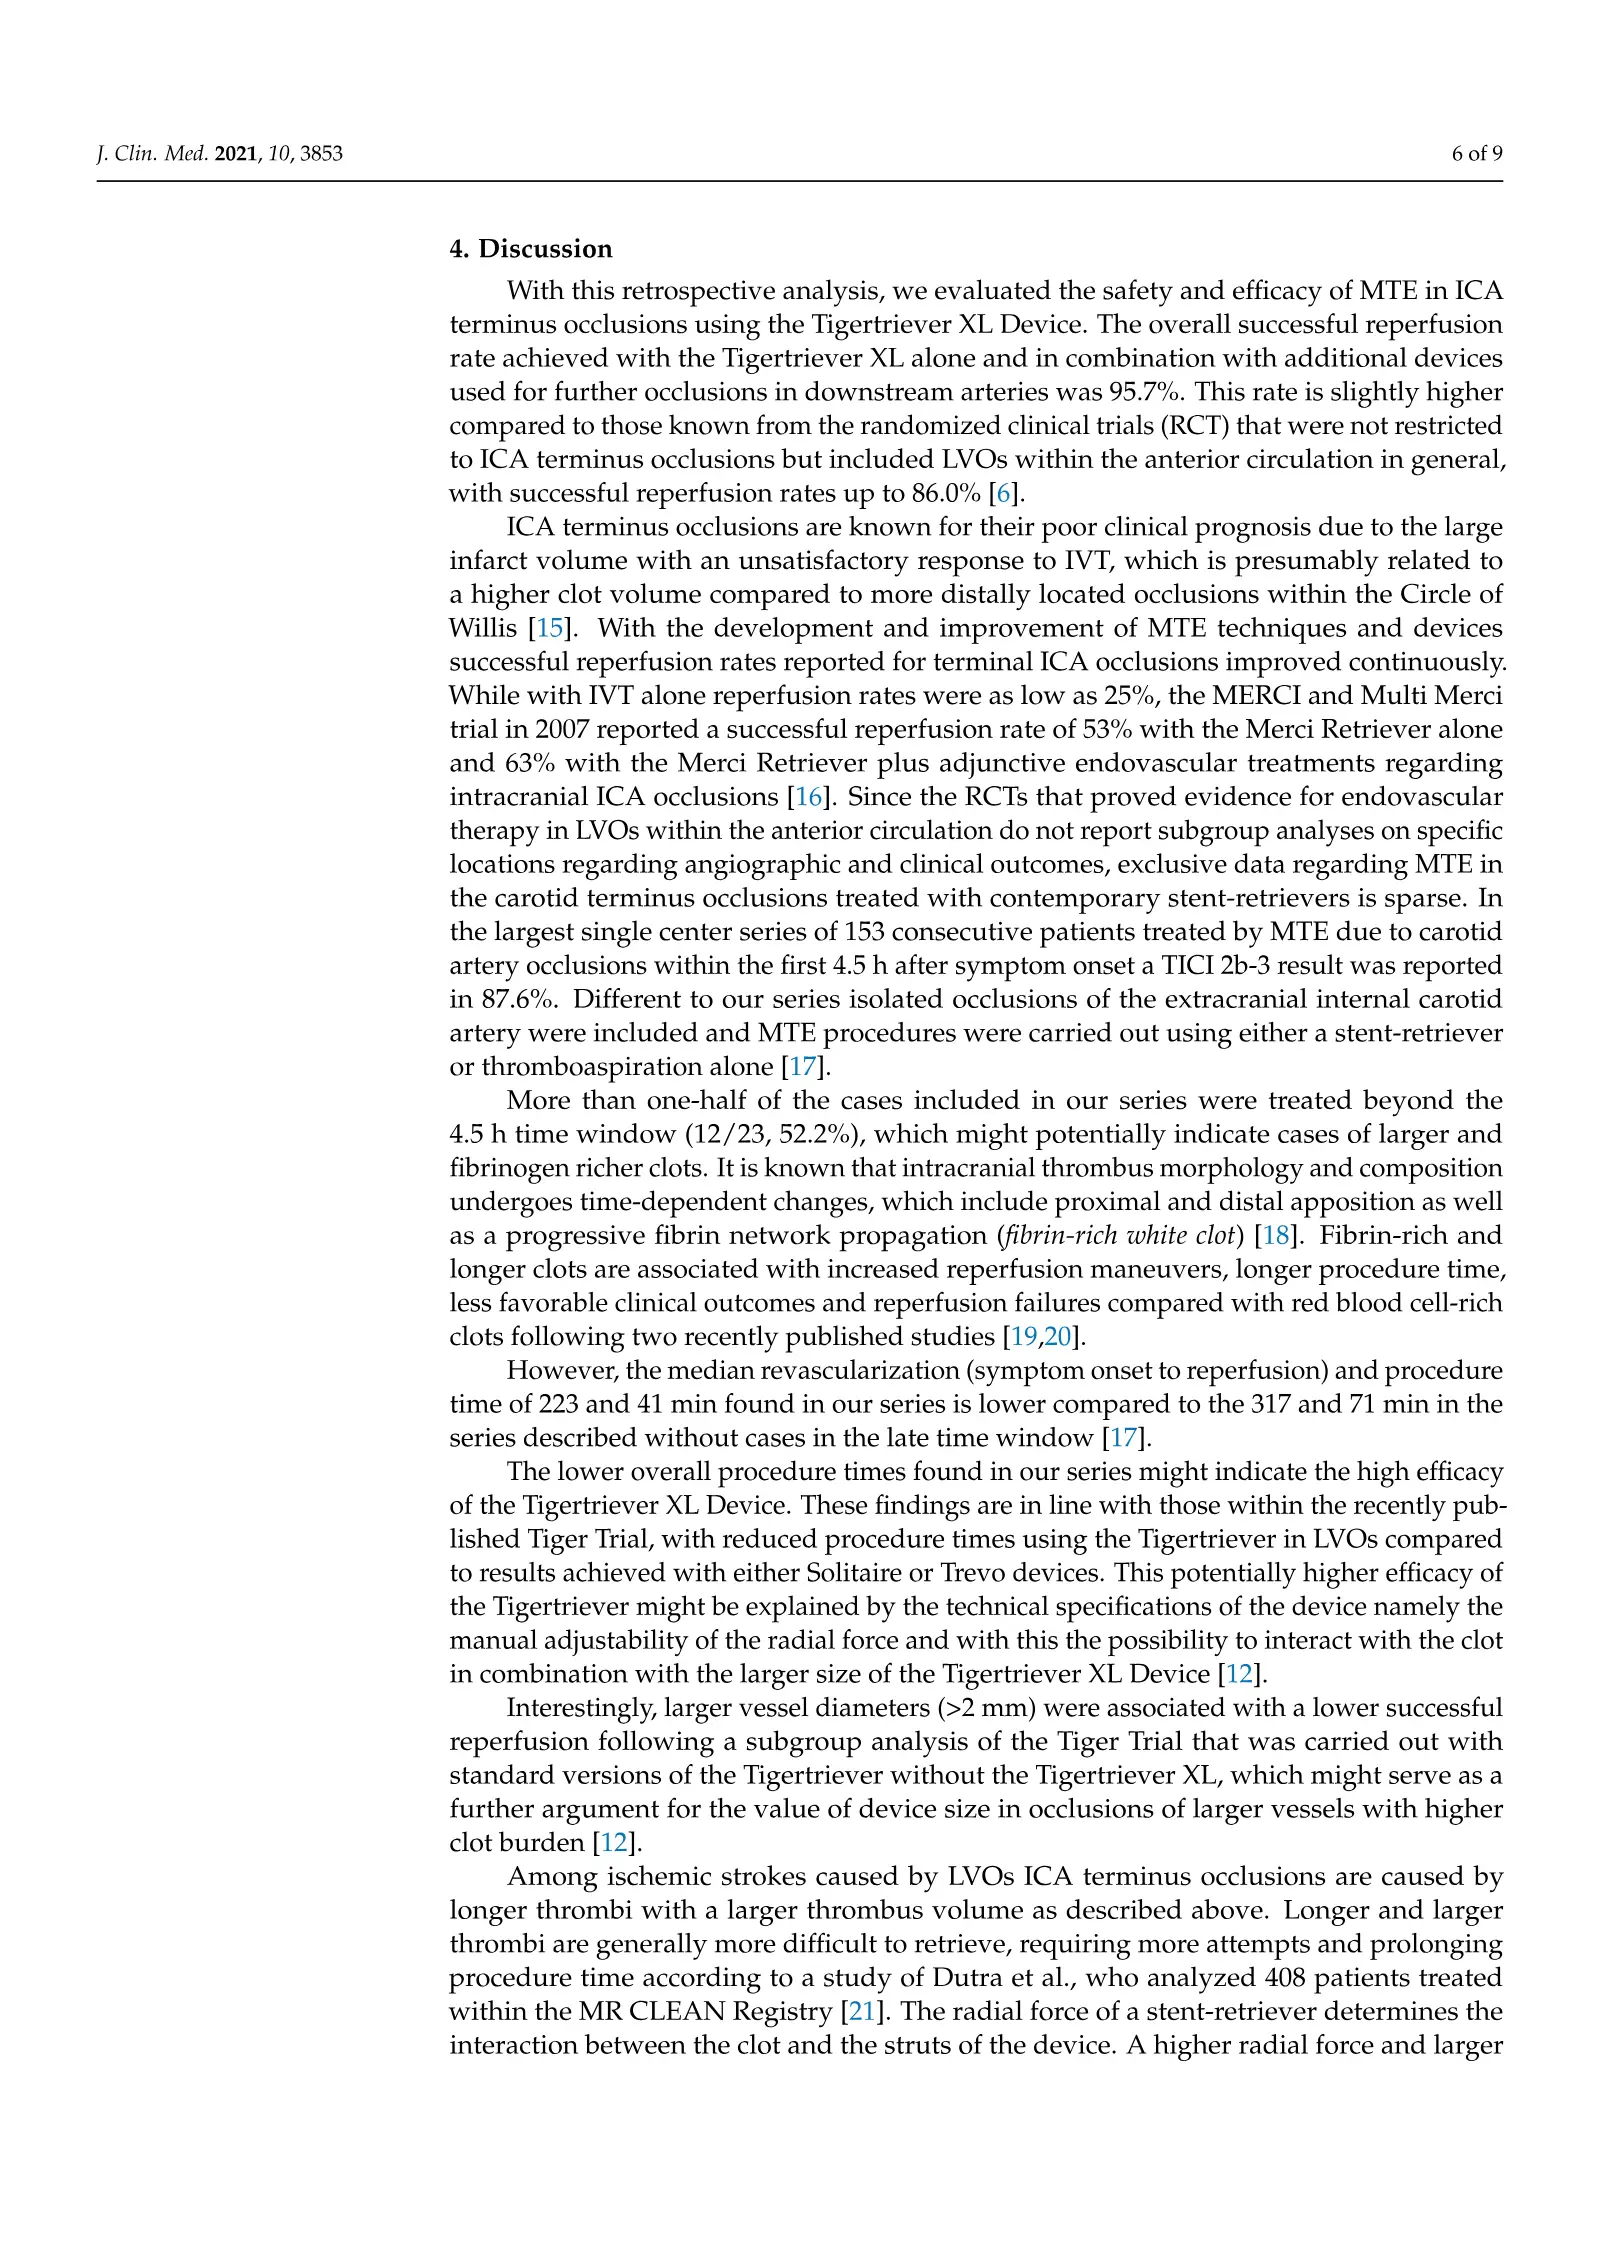 J. Clin. Med. 2021, 10, 3853
6 of 9
4. Discussion
With this retrospective analysis, we evaluated the safety and efficacy of MTE in ICA
terminus occlusions using the Tigertriever XL Device. The overall successful reperfusion
rate achieved with the Tigertriever XL alone and in combination with additional devices
used for further occlusions in downstream arteries was 95.7%. This rate is slightly higher
compared to those known from the randomized clinical trials (RCT) that were not restricted
to ICA terminus occlusions but included LVOs within the anterior circulation in general,
with successful reperfusion rates up to 86.0% [6].
ICA terminus occlusions are known for their poor clinical prognosis due to the large
infarct volume with an unsatisfactory response to IVT, which is presumably related to
a higher clot volume compared to more distally located occlusions within the Circle of
Willis [15]. With the development and improvement of MTE techniques and devices
successful reperfusion rates reported for terminal ICA occlusions improved continuously.
While with IVT alone reperfusion rates were as low as 25%, the MERCI and Multi Merci
trial in 2007 reported a successful reperfusion rate of 53% with the Merci Retriever alone
and 63% with the Merci Retriever plus adjunctive endovascular treatments regarding
intracranial ICA occlusions [16]. Since the RCTs that proved evidence for endovascular
therapy in LVOs within the anterior circulation do not report subgroup analyses on specific
locations regarding angiographic and clinical outcomes, exclusive data regarding MTE in
the carotid terminus occlusions treated with contemporary stent-retrievers is sparse. In
the largest single center series of 153 consecutive patients treated by MTE due to carotid
artery occlusions within the first 4.5 h after symptom onset a TICI 2b-3 result was reported
in 87.6%. Different to our series isolated occlusions of the extracranial internal carotid
artery were included and MTE procedures were carried out using either a stent-retriever
or thromboaspiration alone [17].
More than one-half of the cases included in our series were treated beyond the
4.5 h time window (12/23, 52.2%), which might potentially indicate cases of larger and
fibrinogen richer clots. It is known that intracranial thrombus morphology and composition
undergoes time-dependent changes, which include proximal and distal apposition as well
as a progressive fibrin network propagation (fibrin-rich white clot) [18]. Fibrin-rich and
longer clots are associated with increased reperfusion maneuvers, longer procedure time,
less favorable clinical outcomes and reperfusion failures compared with red blood cell-rich
clots following two recently published studies [19,20].
However, the median revascularization (symptom onset to reperfusion) and procedure
time of 223 and 41 min found in our series is lower compared to the 317 and 71 min in the
series described without cases in the late time window [17].
The lower overall procedure times found in our series might indicate the high efficacy
of the Tigertriever XL Device. These findings are in line with those within the recently pub-
lished Tiger Trial, with reduced procedure times using the Tigertriever in LVOs compared
to results achieved with either Solitaire or Trevo devices. This potentially higher efficacy of
the Tigertriever might be explained by the technical specifications of the device namely the
manual adjustability of the radial force and with this the possibility to interact with the clot
in combination with the larger size of the Tigertriever XL Device [12].
Interestingly, larger vessel diameters (>2 mm) were associated with a lower successful
reperfusion following a subgroup analysis of the Tiger Trial that was carried out with
standard versions of the Tigertriever without the Tigertriever XL, which might serve as a
further argument for the value of device size in occlusions of larger vessels with higher
clot burden [12].
Among ischemic strokes caused by LVOs ICA terminus occlusions are caused by
longer thrombi with a larger thrombus volume as described above. Longer and larger
thrombi are generally more difficult to retrieve, requiring more attempts and prolonging
procedure time according to a study of Dutra et al., who analyzed 408 patients treated
within the MR CLEAN Registry [21]. The radial force of a stent-retriever determines the
interaction between the clot and the struts of the device. A higher radial force and larger